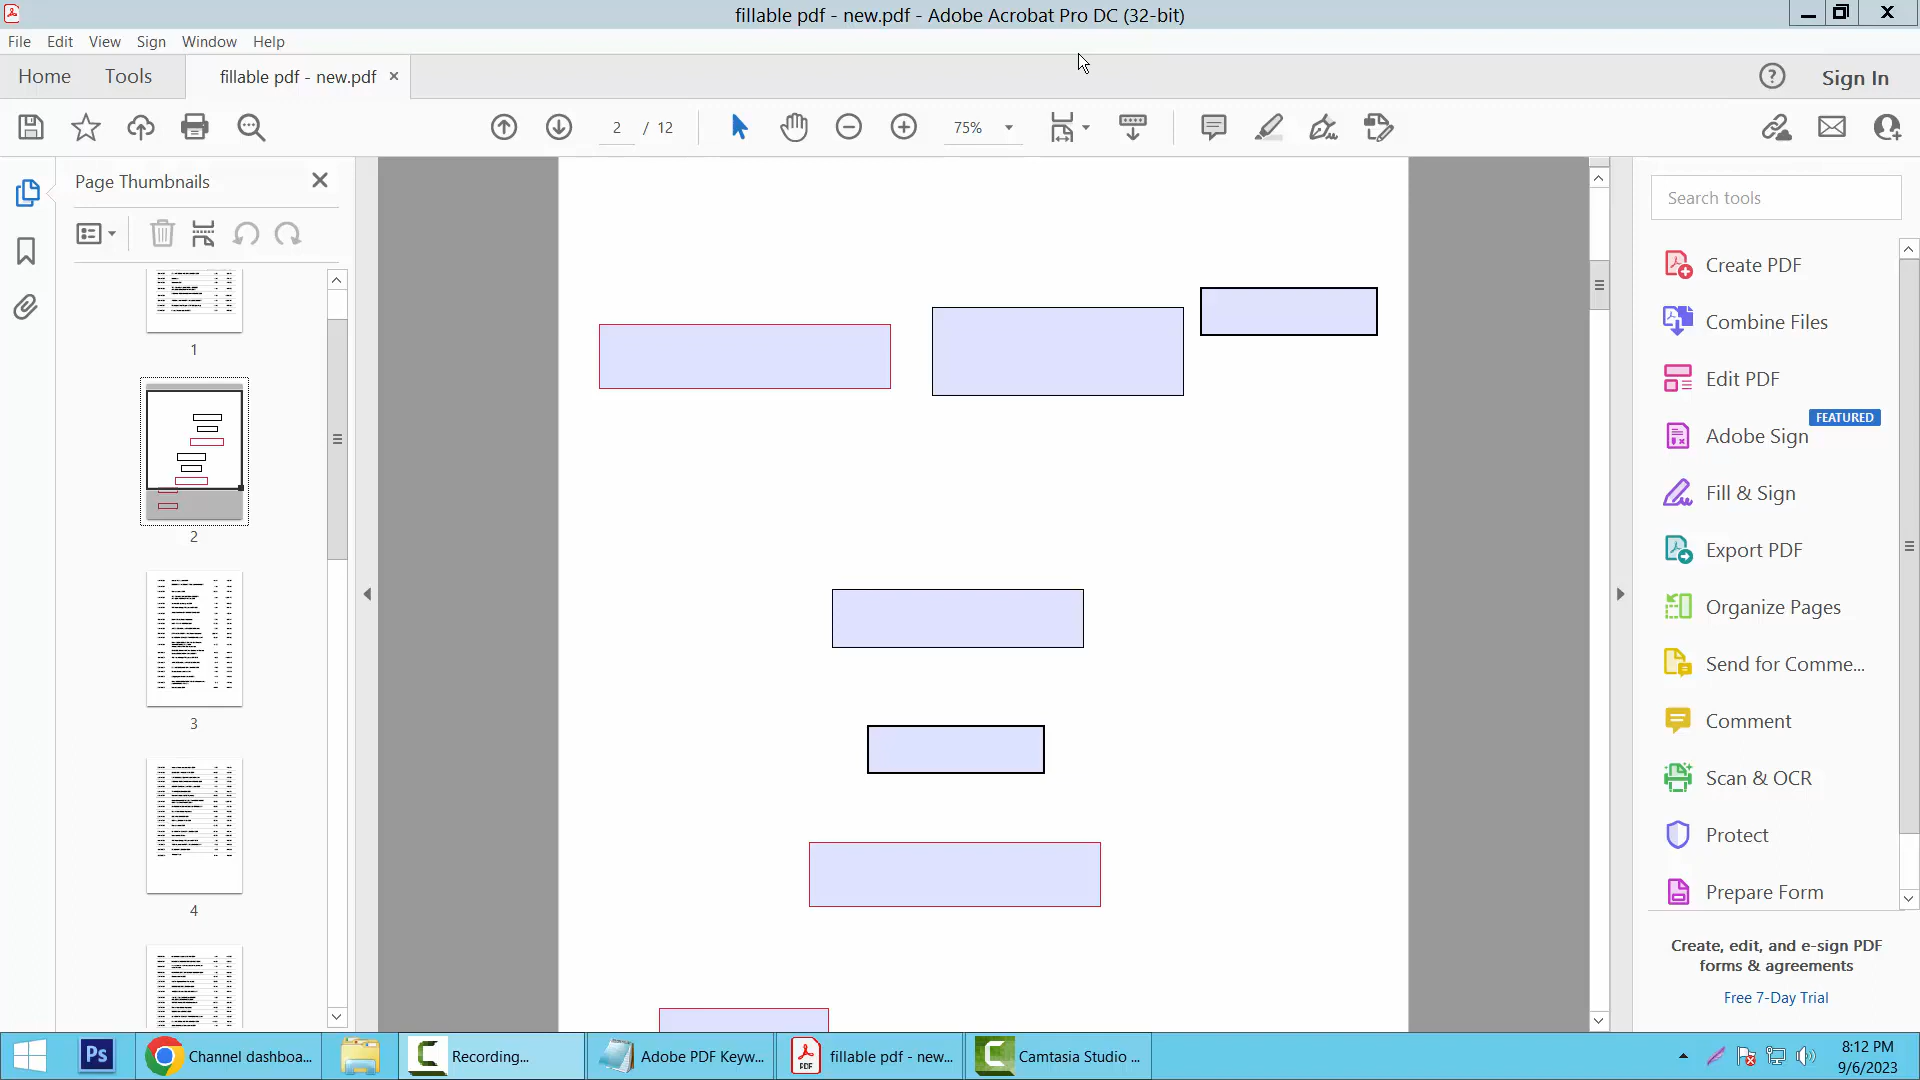 fillable pdf - new.pdf - Adobe Acrobat Pro DC (32-bit)
File Edit View Sign Window Help
Home Tools fillable pdf - new.pdf × Sign In
2 / 12 75%
Page Thumbnails
1
2
3
4
Search tools
Create PDF
Combine Files
Edit PDF
FEATURED
Adobe Sign
Fill & Sign
Export PDF
Organize Pages
Send for Comme...
Comment
Scan & OCR
Protect
Prepare Form
Create, edit, and e-sign PDF
forms & agreements
Free 7-Day Trial
Ps Channel dashboa... Recording... Adobe PDF Keyw... PDF fillable pdf - new... Camtasia Studio ...
8:12 PM
9/6/2023